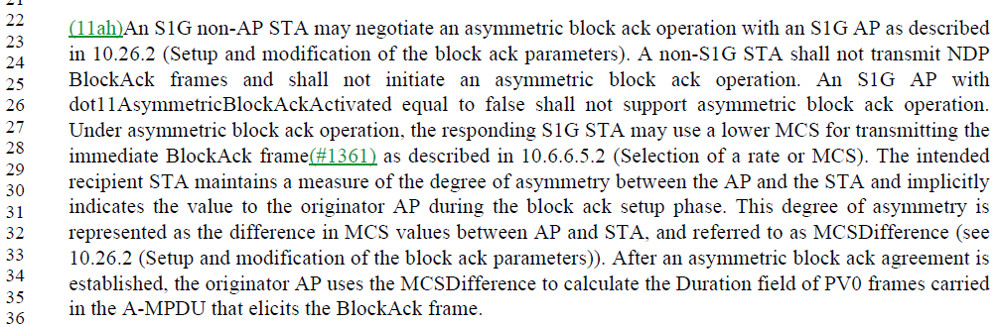 21
22 (11ah)An S1G non-AP STA may negotiate an asymmetric block ack operation with an S1G AP as described
23 in 10.26.2 (Setup and modification of the block ack parameters). A non-S1G STA shall not transmit NDP
24
25 BlockAck frames and shall not initiate an asymmetric block ack operation. An S1G AP with
26 dot11AsymmetricBlockAckActivated equal to false shall not support asymmetric block ack operation.
27 Under asymmetric block ack operation, the responding S1G STA may use a lower MCS for transmitting the
28 immediate BlockAck frame(#1361) as described in 10.6.6.5.2 (Selection of a rate or MCS). The intended
29
30 recipient STA maintains a measure of the degree of asymmetry between the AP and the STA and implicitly
31 indicates the value to the originator AP during the block ack setup phase. This degree of asymmetry is
32 represented as the difference in MCS values between AP and STA, and referred to as MCSDifference (see
33 10.26.2 (Setup and modification of the block ack parameters)). After an asymmetric block ack agreement is
34
35 established, the originator AP uses the MCSDifference to calculate the Duration field of PV0 frames carried
36 in the A-MPDU that elicits the BlockAck frame.